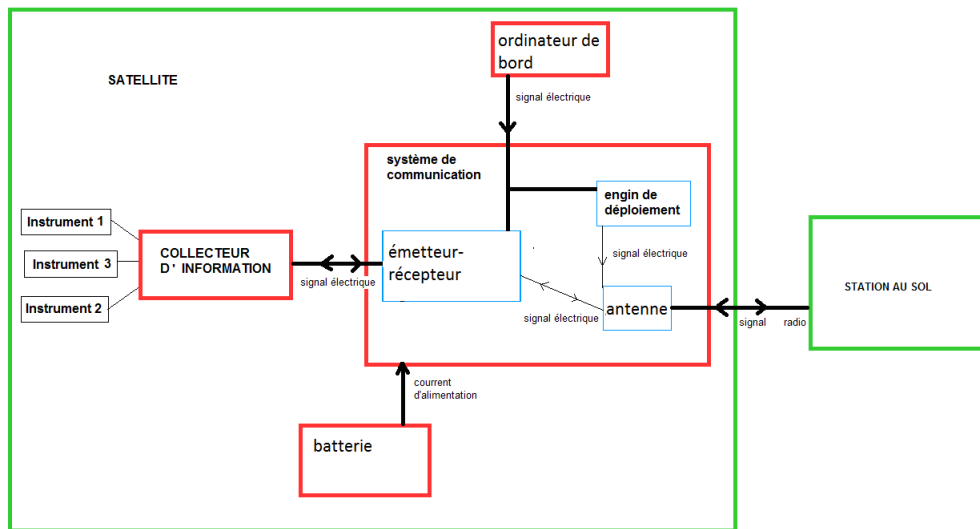 ordinateur de
bord
SATELLITE
signal électrique
système de
communication
engin de
déploiement
Instrument 1
Instrument 3
Instrument 2
COLLECTEUR
D' INFORMATION
signal électrique
émetteur-
récepteur
signal électrique
signal électrique
antenne
signal radio
STATION AU SOL
courrent
d'alimentation
batterie